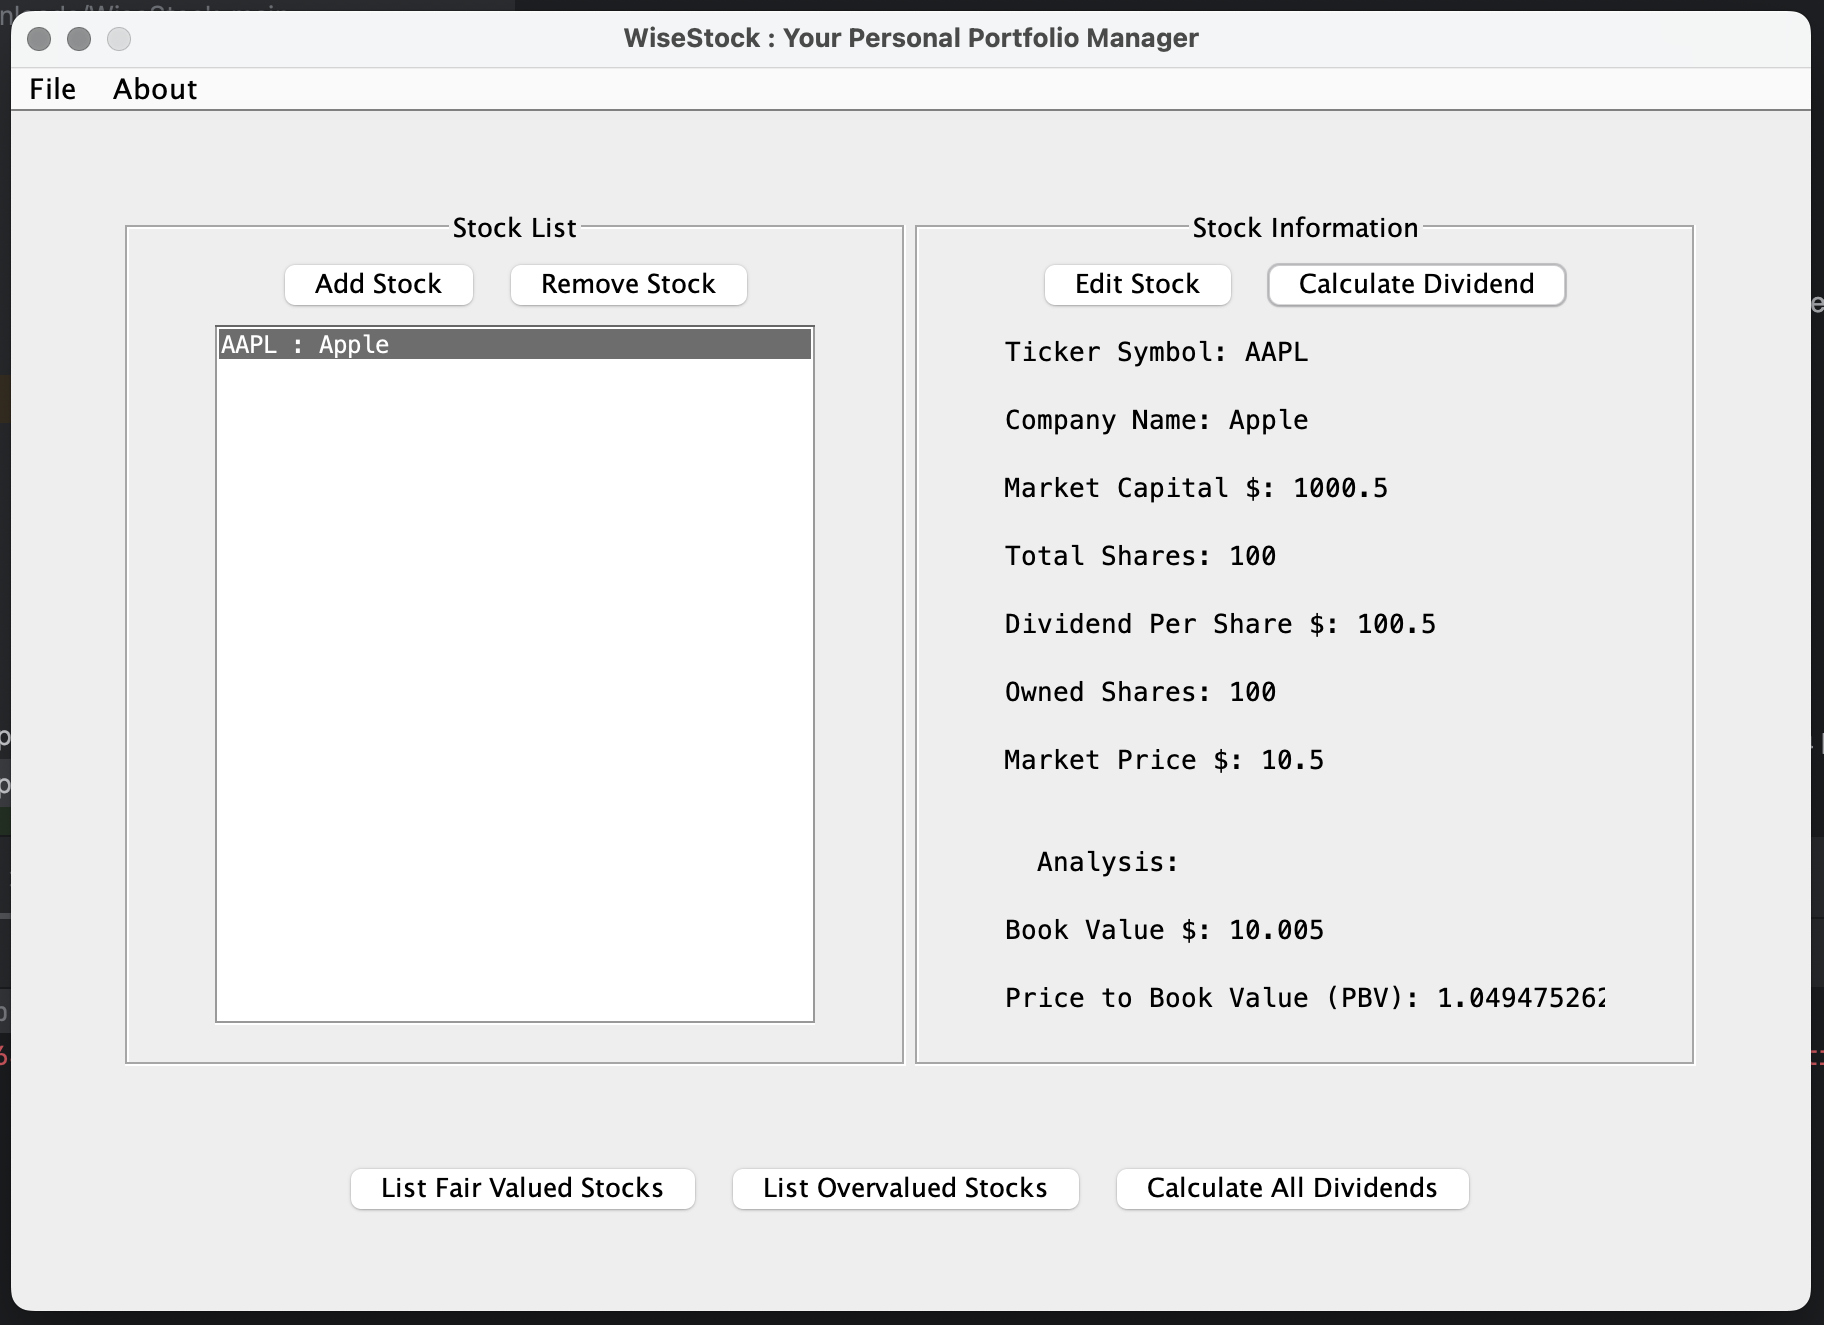 WiseStock : Your Personal Portfolio Manager
File About
Stock List
Add Stock Remove Stock
AAPL : Apple
Stock Information
Edit Stock Calculate Dividend
Ticker Symbol: AAPL
Company Name: Apple
Market Capital $: 1000.5
Total Shares: 100
Dividend Per Share $: 100.5
Owned Shares: 100
Market Price $: 10.5
Analysis:
Book Value $: 10.005
Price to Book Value (PBV): 1.049475262
List Fair Valued Stocks List Overvalued Stocks Calculate All Dividends